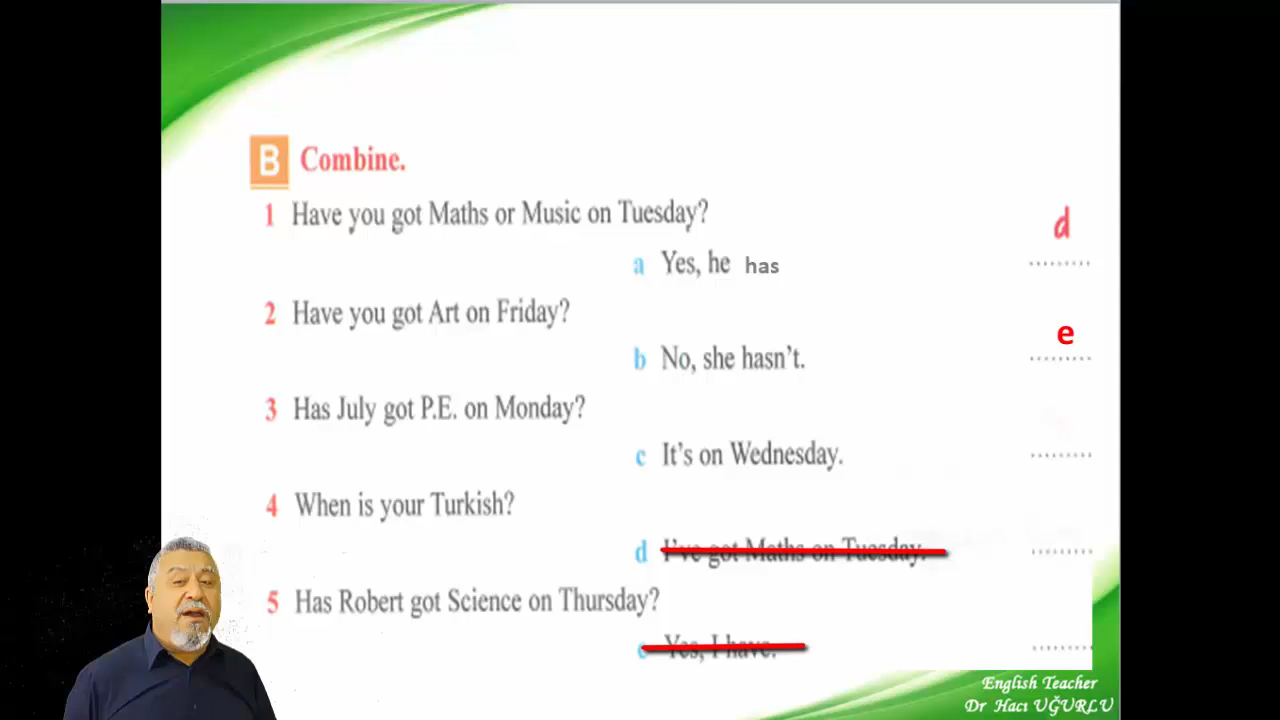 B Combine.
1 Have you got Maths or Music on Tuesday?
d
a Yes, he has
.........
2 Have you got Art on Friday?
e
b No, she hasn't.
.........
3 Has July got P.E. on Monday?
c It's on Wednesday.
.........
4 When is your Turkish?
d I've got Maths on Tuesday.
.........
5 Has Robert got Science on Thursday?
e Yes, I have.
.........
English Teacher
Dr Hacı UĞURLU